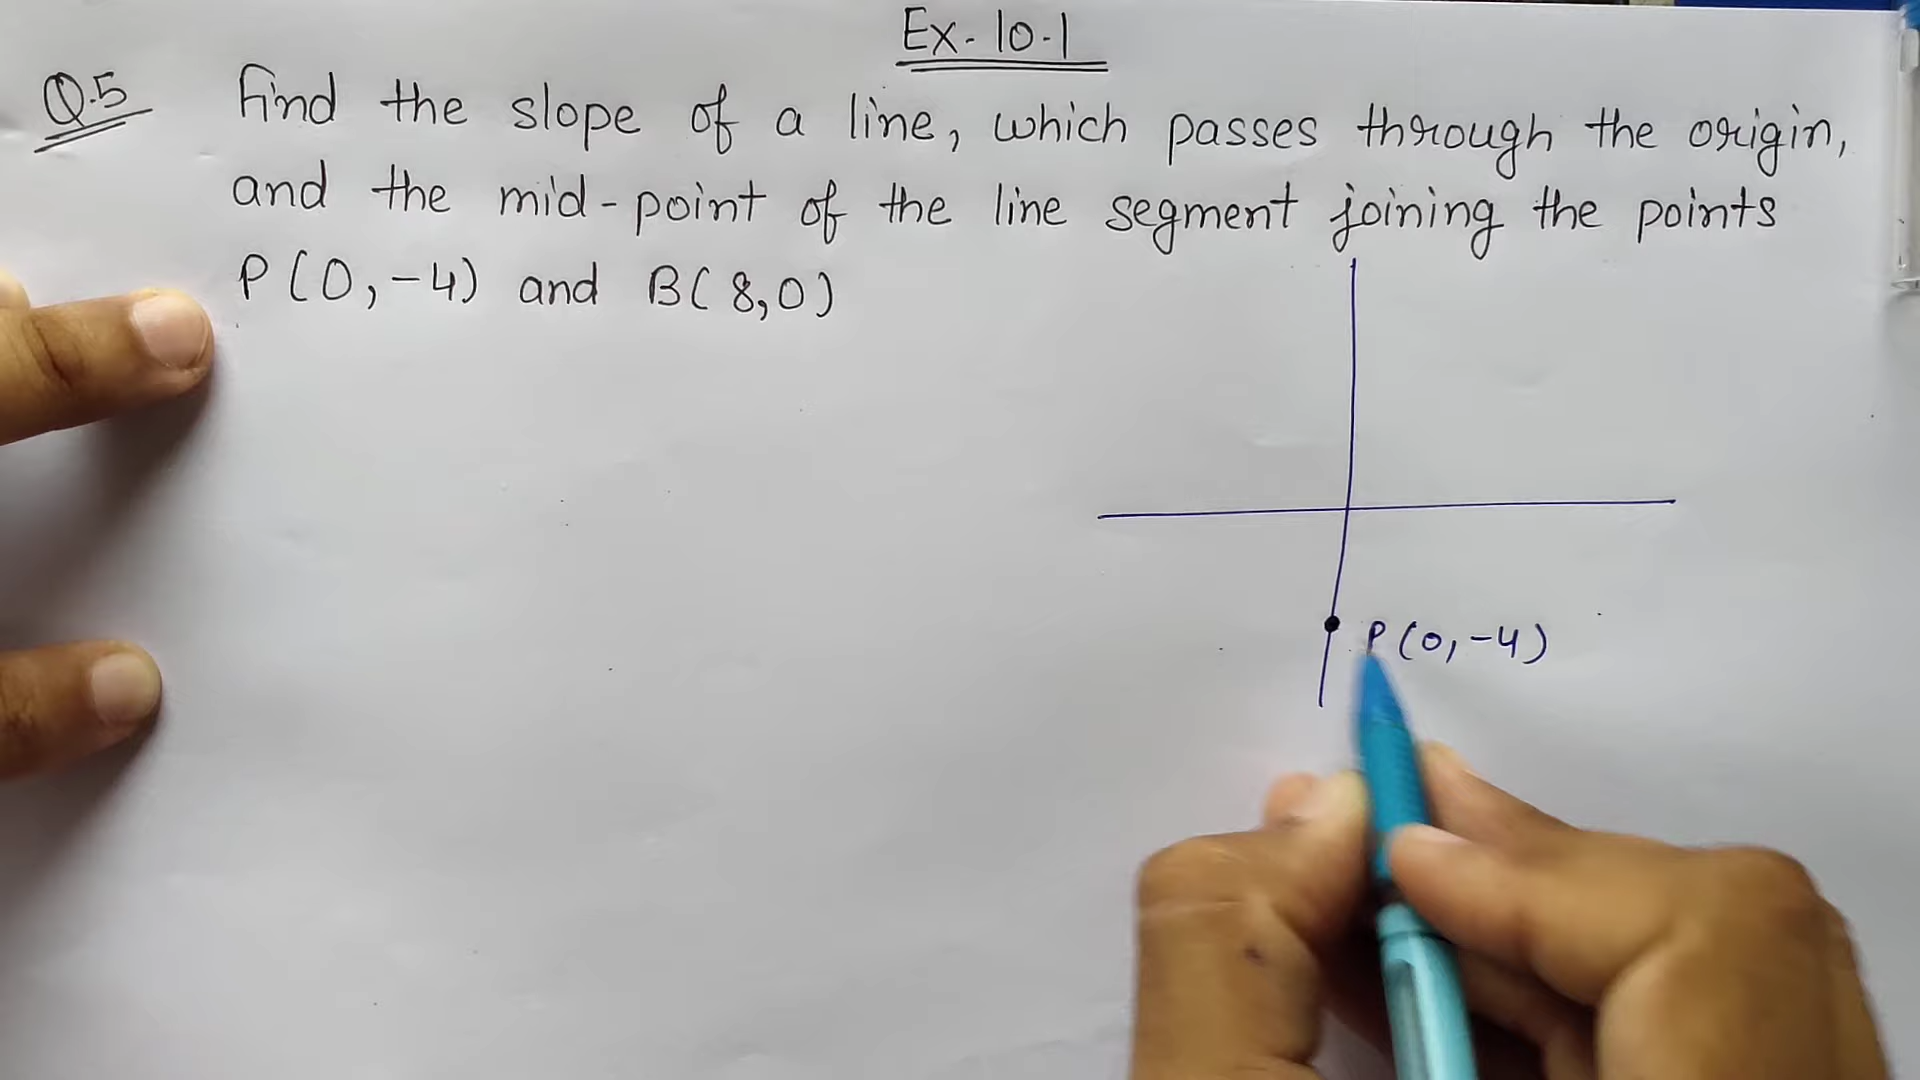 Ex- 10.1
Q.5 Find the slope of a line, which passes through the origin,
and the mid-point of the line segment joining the points
P(0,-4) and B(8,0)
P(0,-4)